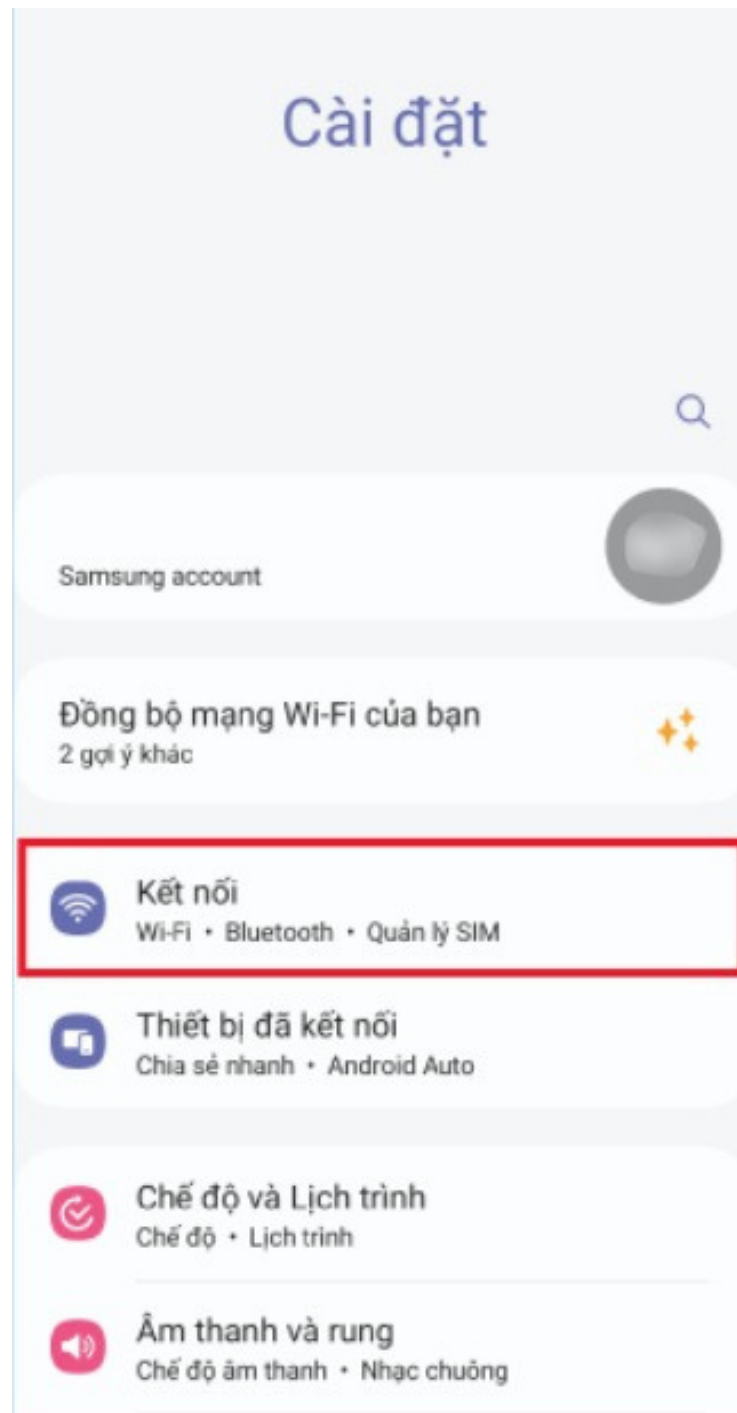 Cài đặt
Samsung account
Đồng bộ mạng Wi-Fi của bạn
2 gợi ý khác
Kết nối
Wi-Fi • Bluetooth • Quản lý SIM
Thiết bị đã kết nối
Chia sẻ nhanh • Android Auto
Chế độ và Lịch trình
Chế độ • Lịch trình
Âm thanh và rung
Chế độ âm thanh • Nhạc chuông